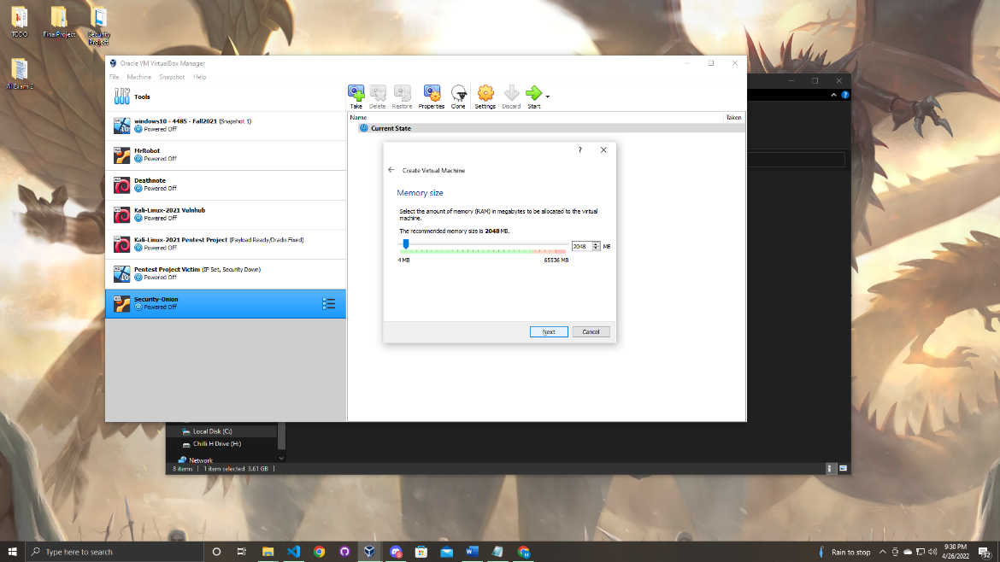 TODO
Fina Project
Security
Project
AI Exam 2
Oracle VM VirtualBox Manager
File Machine Snapshot Help
Tools
Take Delete Restore Properties Clone Settings Discard Start
Name Taken
Current State
windows10 - 4485 - Fall2021 (Snapshot 1)
Powered Off
MrRobot
Powered Off
Deathnote
Powered Off
Kali-Linux-2021 Vulnhub
Powered Off
Kali-Linux-2021 Pentest Project (Payload Ready/Dradis Fixed)
Powered Off
Pentest Project Victim (IP Set, Security Down)
Powered Off
Security-Onion
Powered Off
Create Virtual Machine
Memory size
Select the amount of memory (RAM) in megabytes to be allocated to the virtual
machine.
The recommended memory size is 2048 MB.
2048 MB
4 MB 65536 MB
Next Cancel
Local Disk (C:)
Chilli H Drive (H:)
Network
8 items 1 item selected 3.61 GB
Type here to search
Rain to stop
9:30 PM
4/26/2022
32